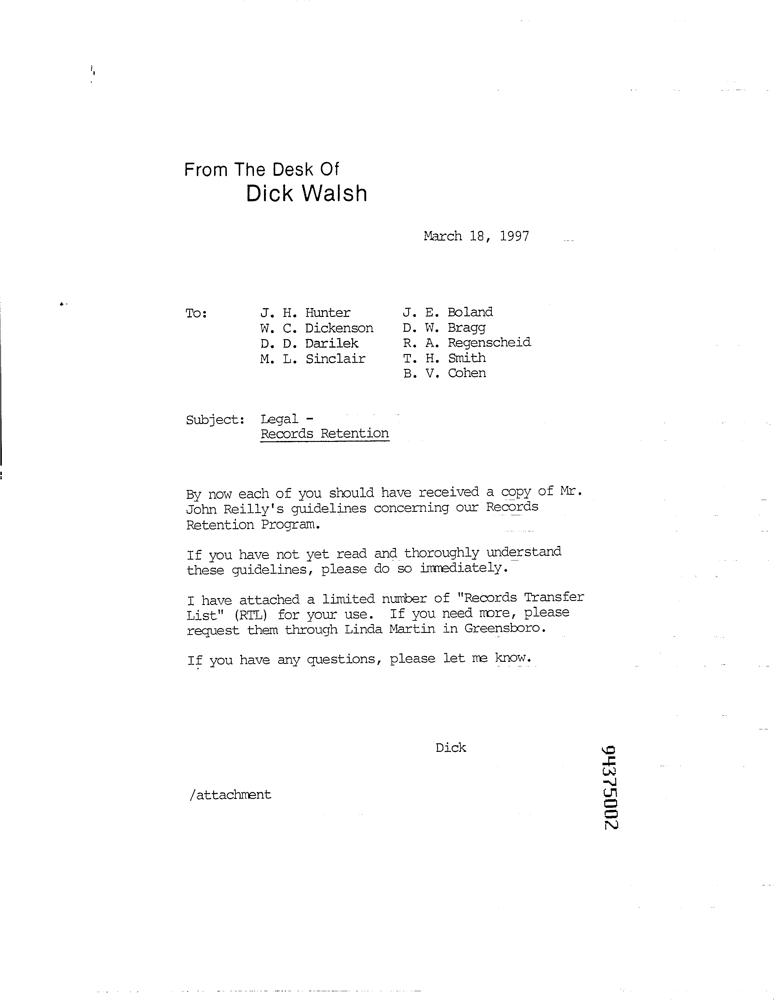 From The Desk Of
Dick Walsh
March 18, 1997
To: J. H. Hunter J. E. Boland
W. C. Dickenson D. W. Bragg
D. D. Darilek R. A. Regenscheid
M. L. Sinclair T. H. Smith
B. V. Cohen
Subject: Legal -
Records Retention
By now each of you should have received a copy of Mr.
John Reilly's guidelines concerning our Records
Retention Program.
If you have not yet read and thoroughly understand
these guidelines, please do so immediately.
I have attached a limited number of "Records Transfer
List" (RTL) for your use. If you need more, please
request them through Linda Martin in Greensboro.
If you have any questions, please let me know.
Dick
/attachment
94375002